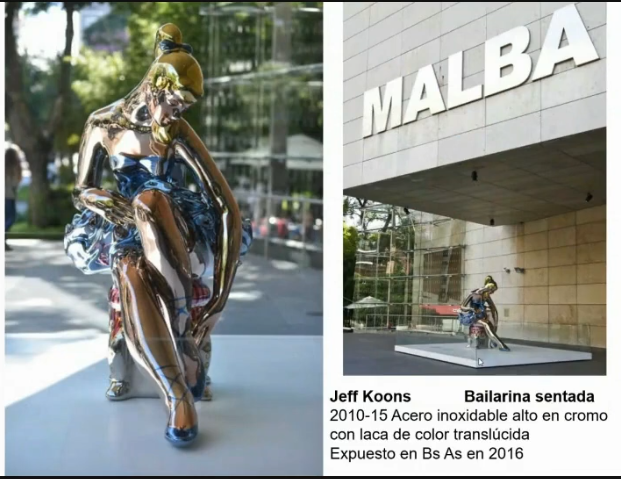 MALBA
Jeff Koons Bailarina sentada
2010-15 Acero inoxidable alto en cromo
con laca de color translúcida
Expuesto en Bs As en 2016